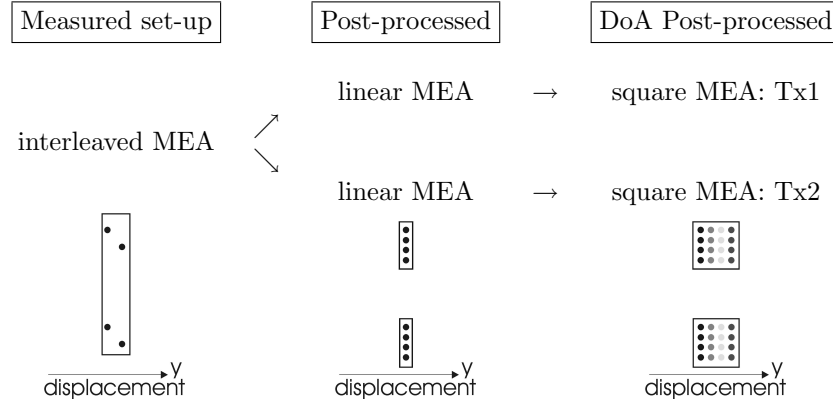 Measured set-up Post-processed DoA Post-processed
linear MEA → square MEA: Tx1
interleaved MEA
linear MEA → square MEA: Tx2
y y y
displacement displacement displacement